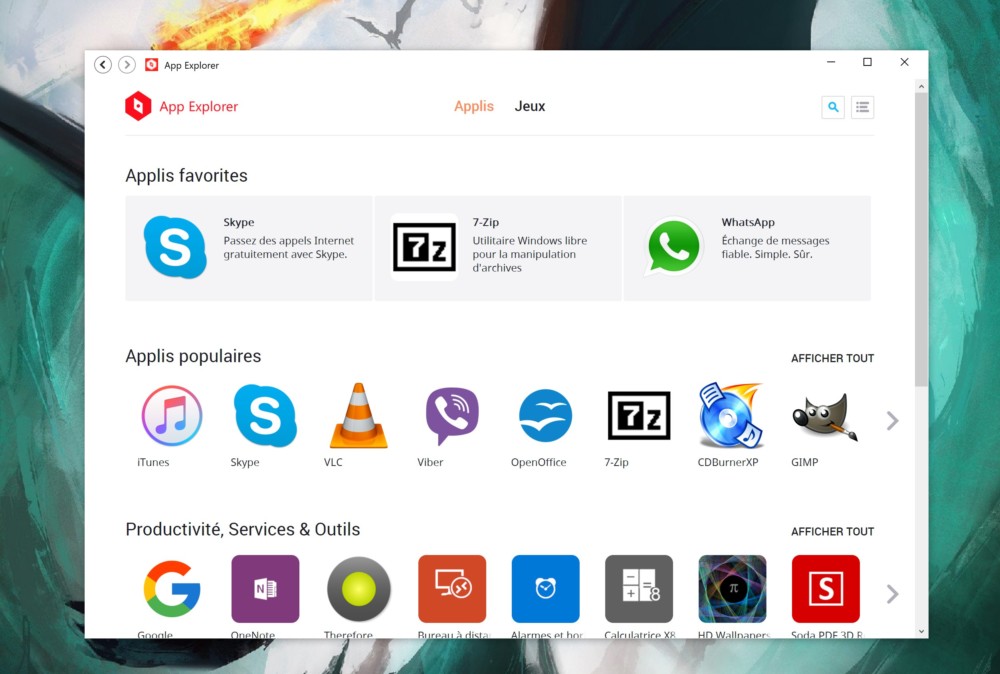 App Explorer
App Explorer
Applis
Jeux
Applis favorites
Skype
Passez des appels Internet
gratuitement avec Skype.
7z
7-Zip
Utilitaire Windows libre
pour la manipulation
d'archives
WhatsApp
Échange de messages
fiable. Simple. Sûr.
Applis populaires
AFFICHER TOUT
S
7z
iTunes
Skype
VLC
Viber
OpenOffice
7-Zip
CDBurnerXP
GIMP
Productivité, Services & Outils
AFFICHER TOUT
G
N
8
π
S
Google
OneNote
Therefore
Bureau à dista
Alarmes et hor
Calculatrice X8
HD Wallpapers
Soda PDF 3D R